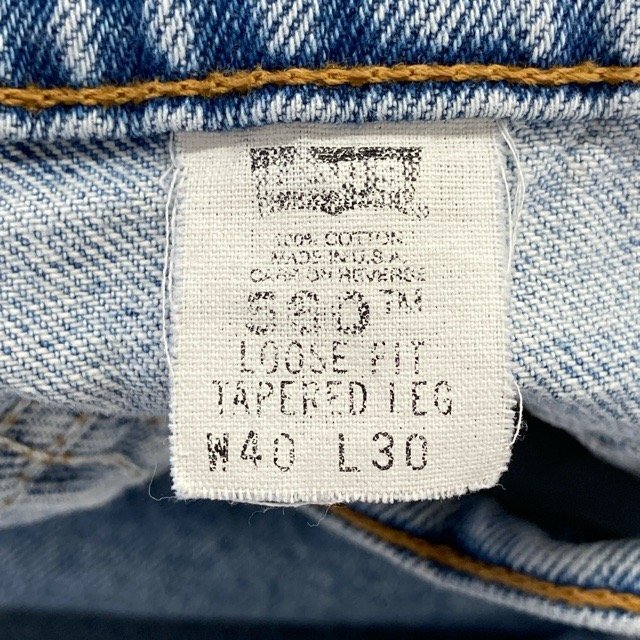 100% COTTON
MADE IN U.S.A.
CARE ON REVERSE
560™
LOOSE FIT
TAPERED LEG
W40 L30